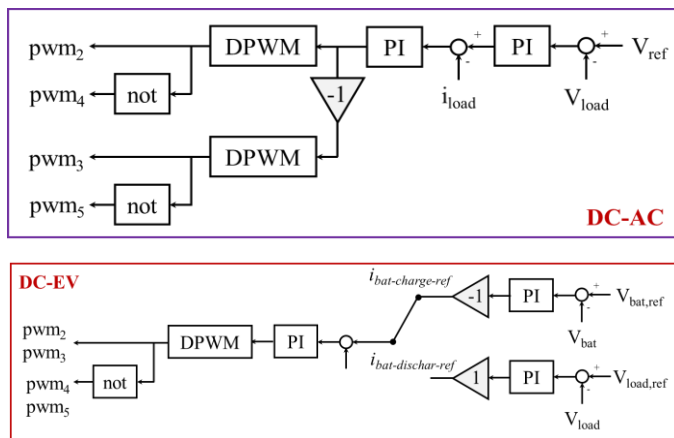 pwm2
DPWM
PI
+
PI
+
Vref
-
-
pwm4
not
-1
iload
Vload
pwm3
DPWM
pwm5
not
DC-AC
DC-EV
ibat-charge-ref
-1
PI
+
Vbat,ref
-
Vbat
pwm2
pwm3
DPWM
PI
ibat-dischar-ref
pwm4
pwm5
not
1
PI
+
Vload,ref
-
Vload